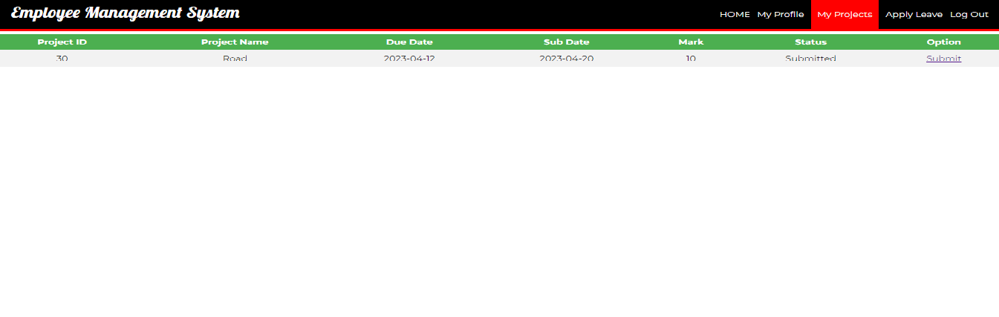 Employee Management System HOME My Profile My Projects Apply Leave Log Out
Project ID Project Name Due Date Sub Date Mark Status Option
30 Road 2023-04-12 2023-04-20 10 Submitted Submit